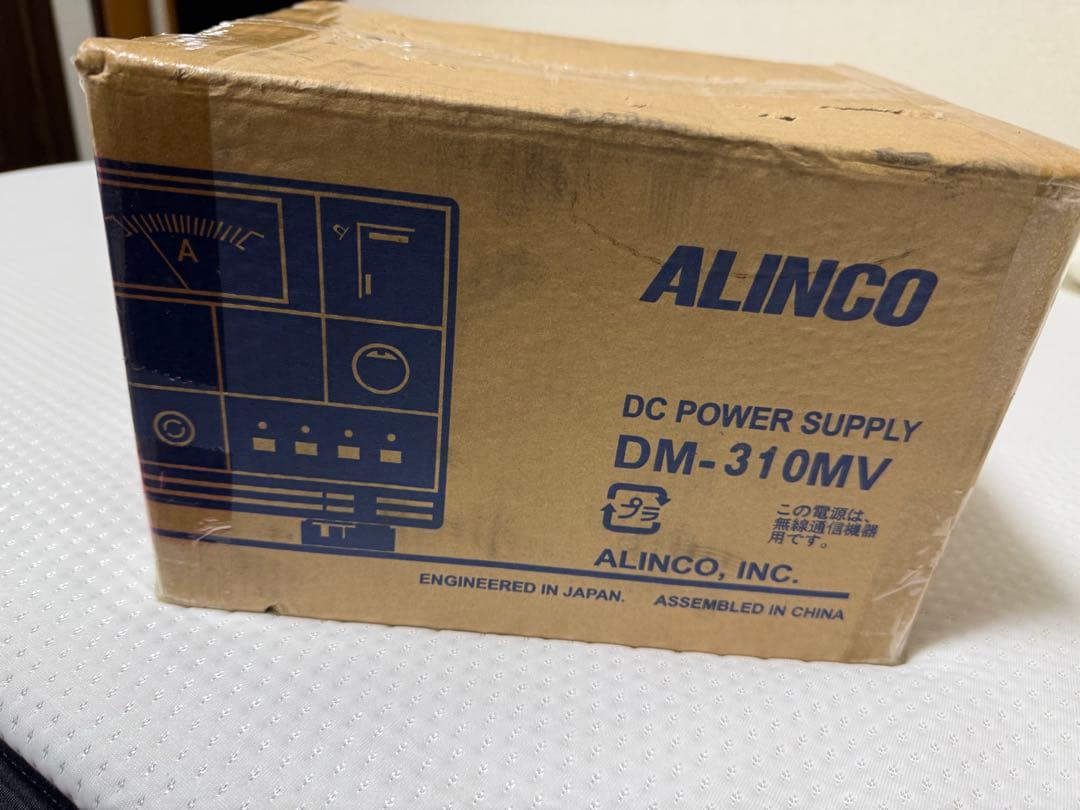 A
ALINCO
DC POWER SUPPLY
DM-310MV
プラ
この電源は、
無線通信機器
用です。
ALINCO, INC.
ENGINEERED IN JAPAN. ASSEMBLED IN CHINA